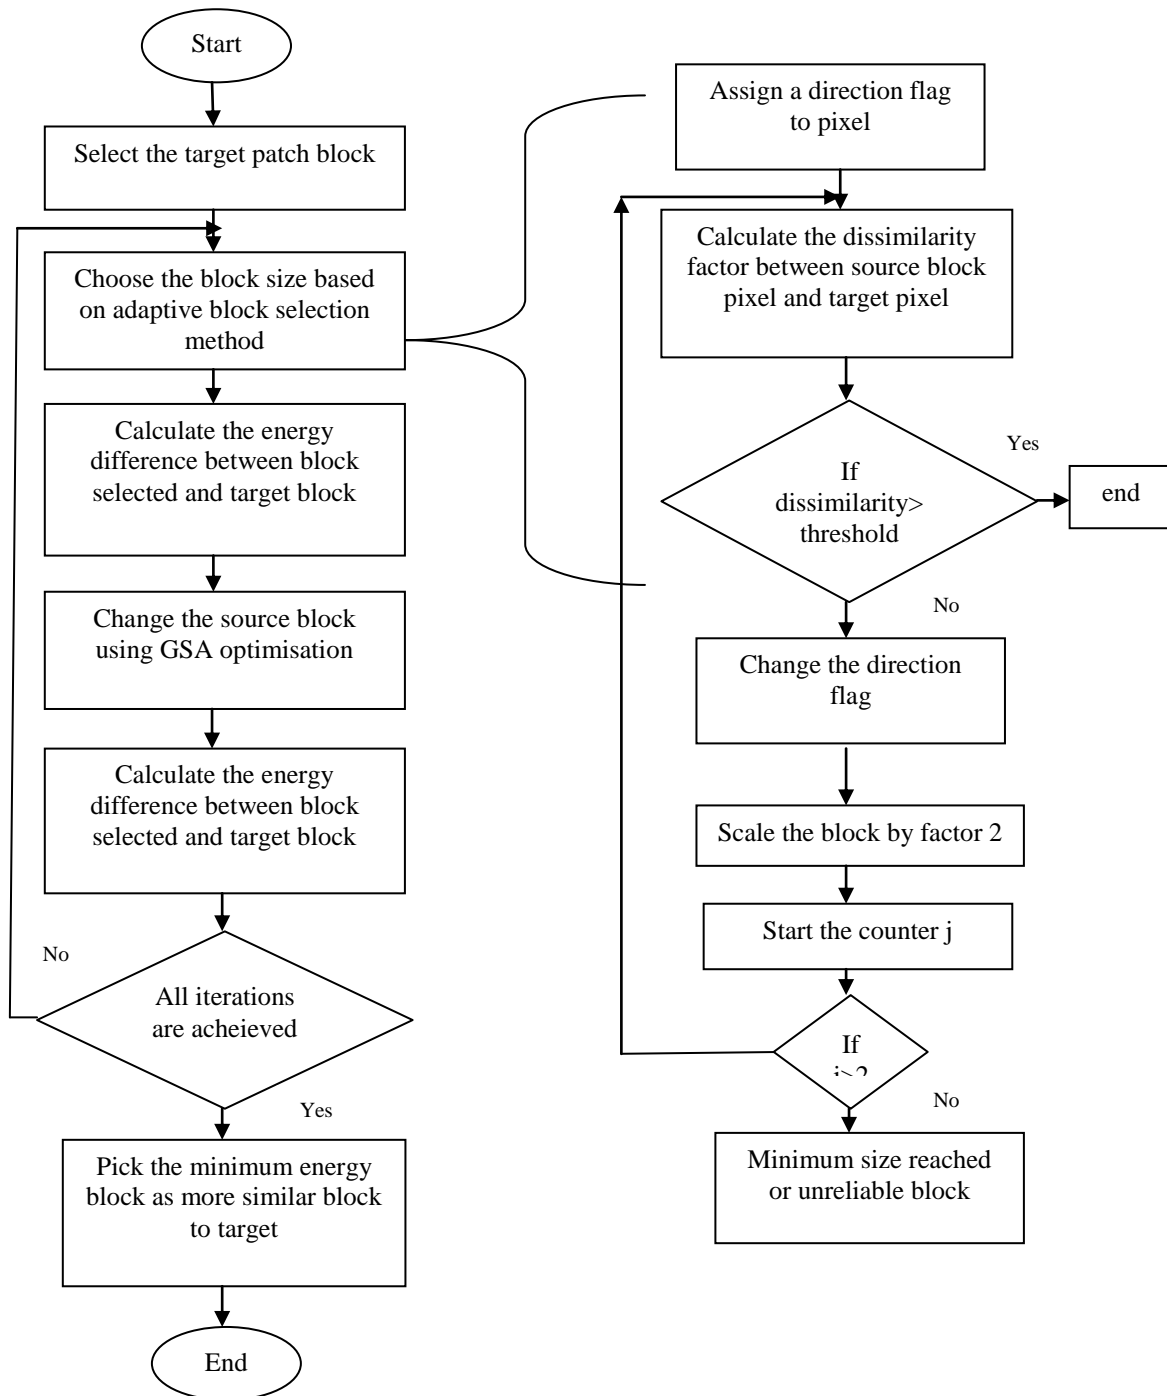 Start
Select the target patch block
Choose the block size based
on adaptive block selection
method
Calculate the energy
difference between block
selected and target block
Change the source block
using GSA optimisation
Calculate the energy
difference between block
selected and target block
No
All iterations
are acheieved
Yes
Pick the minimum energy
block as more similar block
to target
End
Assign a direction flag
to pixel
Calculate the dissimilarity
factor between source block
pixel and target pixel
If
dissimilarity>
threshold
Yes
end
No
Change the direction
flag
Scale the block by factor 2
Start the counter j
If
No
Minimum size reached
or unreliable block